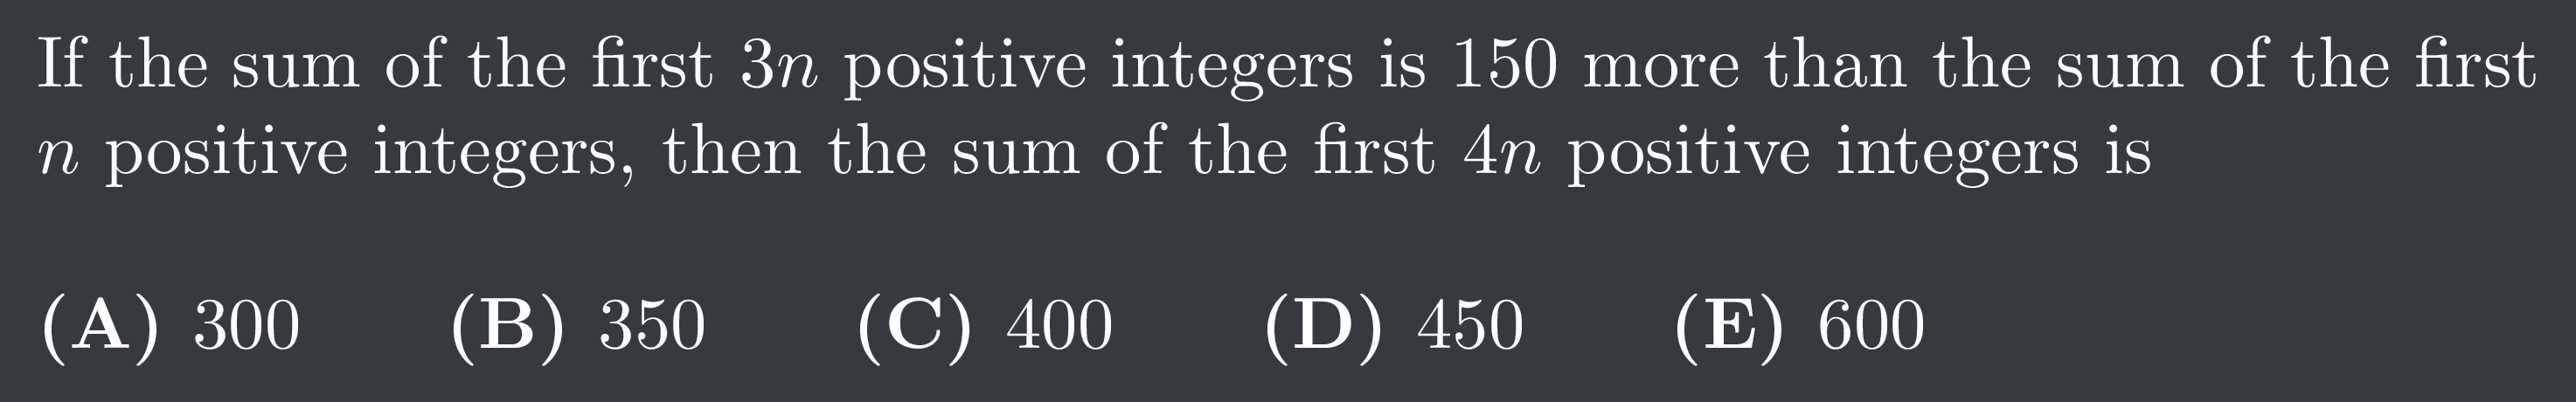 If the sum of the first 3n positive integers is 150 more than the sum of the first
n positive integers, then the sum of the first 4n positive integers is
(A) 300 (B) 350 (C) 400 (D) 450 (E) 600